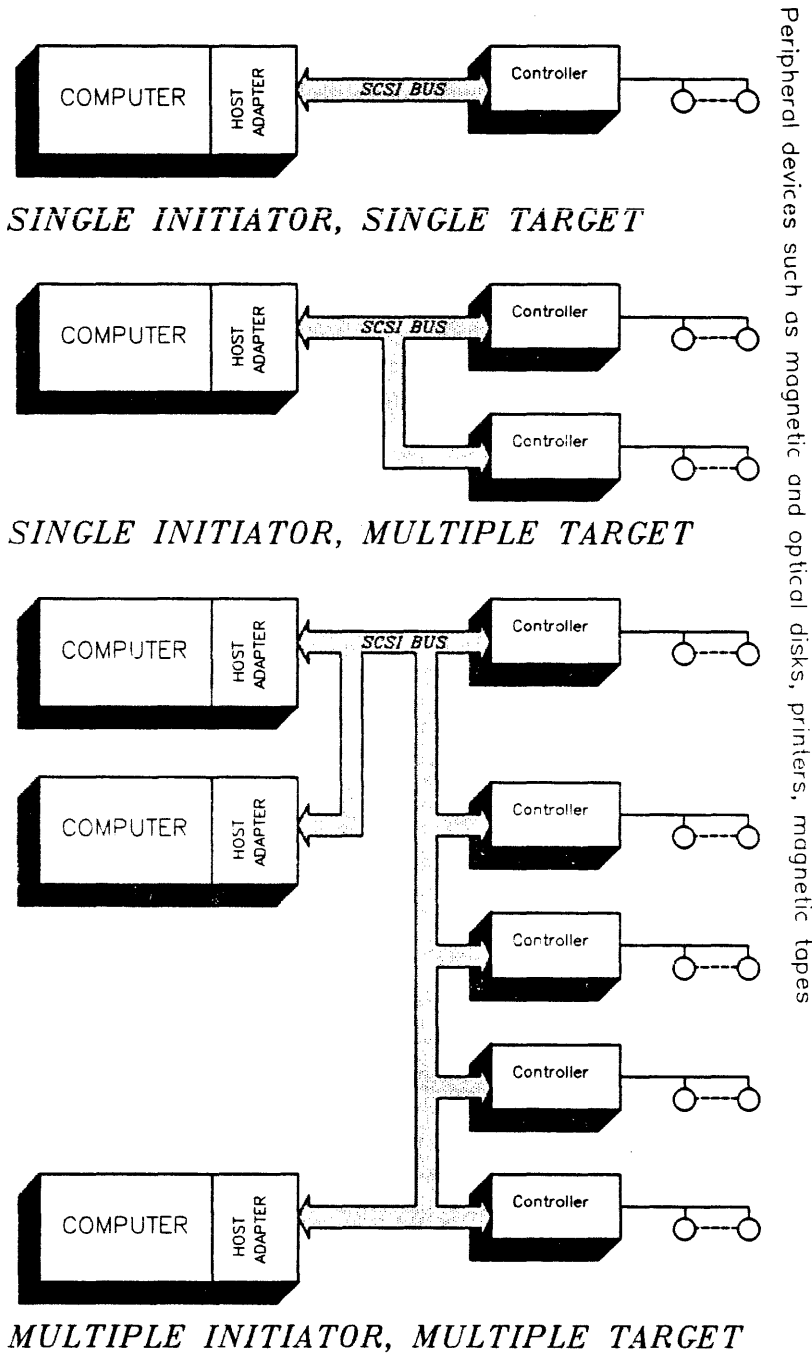 COMPUTER
HOST ADAPTER
SCSI BUS
Controller
SINGLE INITIATOR, SINGLE TARGET
COMPUTER
HOST ADAPTER
SCSI BUS
Controller
Controller
SINGLE INITIATOR, MULTIPLE TARGET
COMPUTER
HOST ADAPTER
SCSI BUS
Controller
COMPUTER
HOST ADAPTER
Controller
Controller
Controller
COMPUTER
HOST ADAPTER
Controller
MULTIPLE INITIATOR, MULTIPLE TARGET
Peripheral devices such as magnetic and optical disks, printers, magnetic tapes